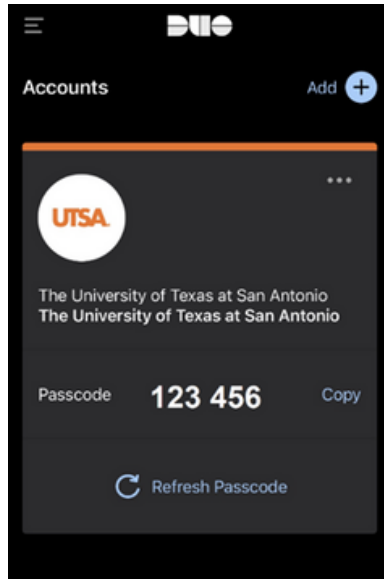 DUO
Accounts
Add
UTSA.
The University of Texas at San Antonio
The University of Texas at San Antonio
Passcode 123 456 Copy
Refresh Passcode